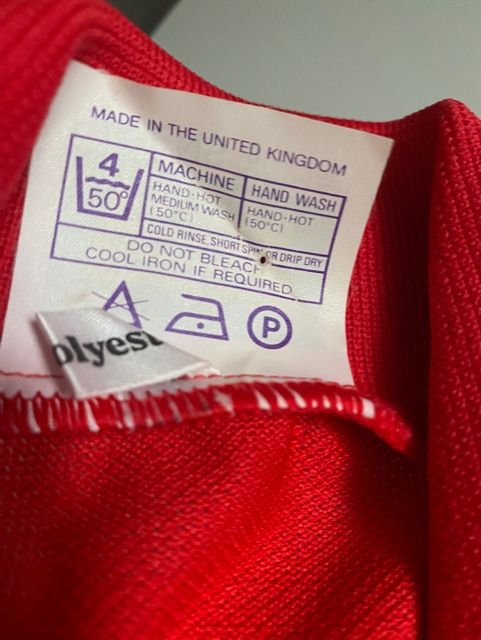 MADE IN THE UNITED KINGDOM
4
50°
MACHINE
HAND-HOT
MEDIUM WASH
(50°C)
HAND WASH
HAND-HOT
(50°C)
COLD RINSE, SHORT SPIN OR DRIP DRY
DO NOT BLEACH
COOL IRON IF REQUIRED
P
olyest